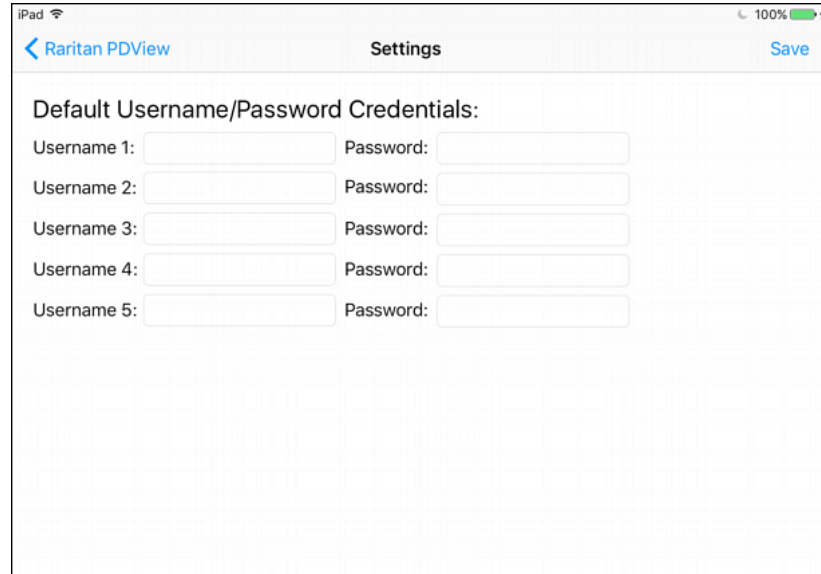 iPad 100%
Raritan PDView Settings Save
Default Username/Password Credentials:
Username 1: Password:
Username 2: Password:
Username 3: Password:
Username 4: Password:
Username 5: Password: